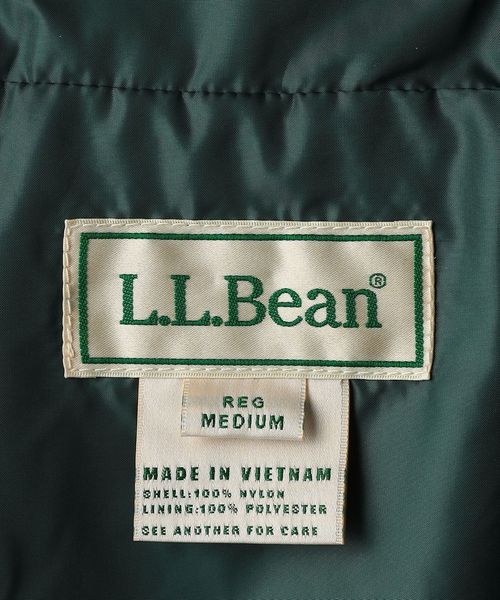 L.L.Bean®
REG
MEDIUM
MADE IN VIETNAM
SHELL:100% NYLON
LINING:100% POLYESTER
SEE ANOTHER FOR CARE